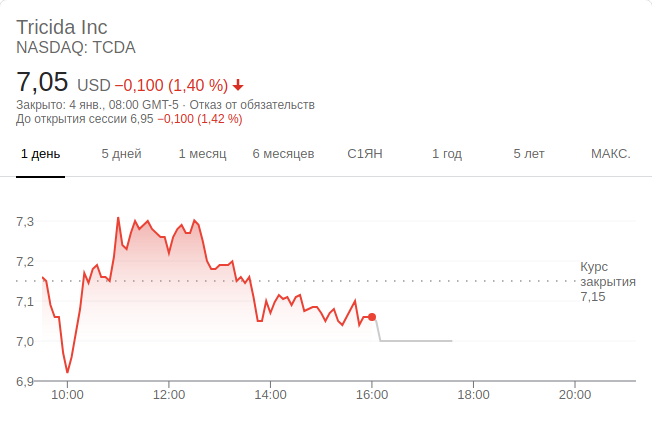 Tricida Inc
NASDAQ: TCDA
7,05 USD −0,100 (1,40 %)
Закрыто: 4 янв., 08:00 GMT-5 · Отказ от обязательств
До открытия сессии 6,95 −0,100 (1,42 %)
1 день 5 дней 1 месяц 6 месяцев С1ЯН 1 год 5 лет МАКС.
7,3
7,2
7,1
7,0
6,9
Курс
закрытия
7,15
10:00 12:00 14:00 16:00 18:00 20:00